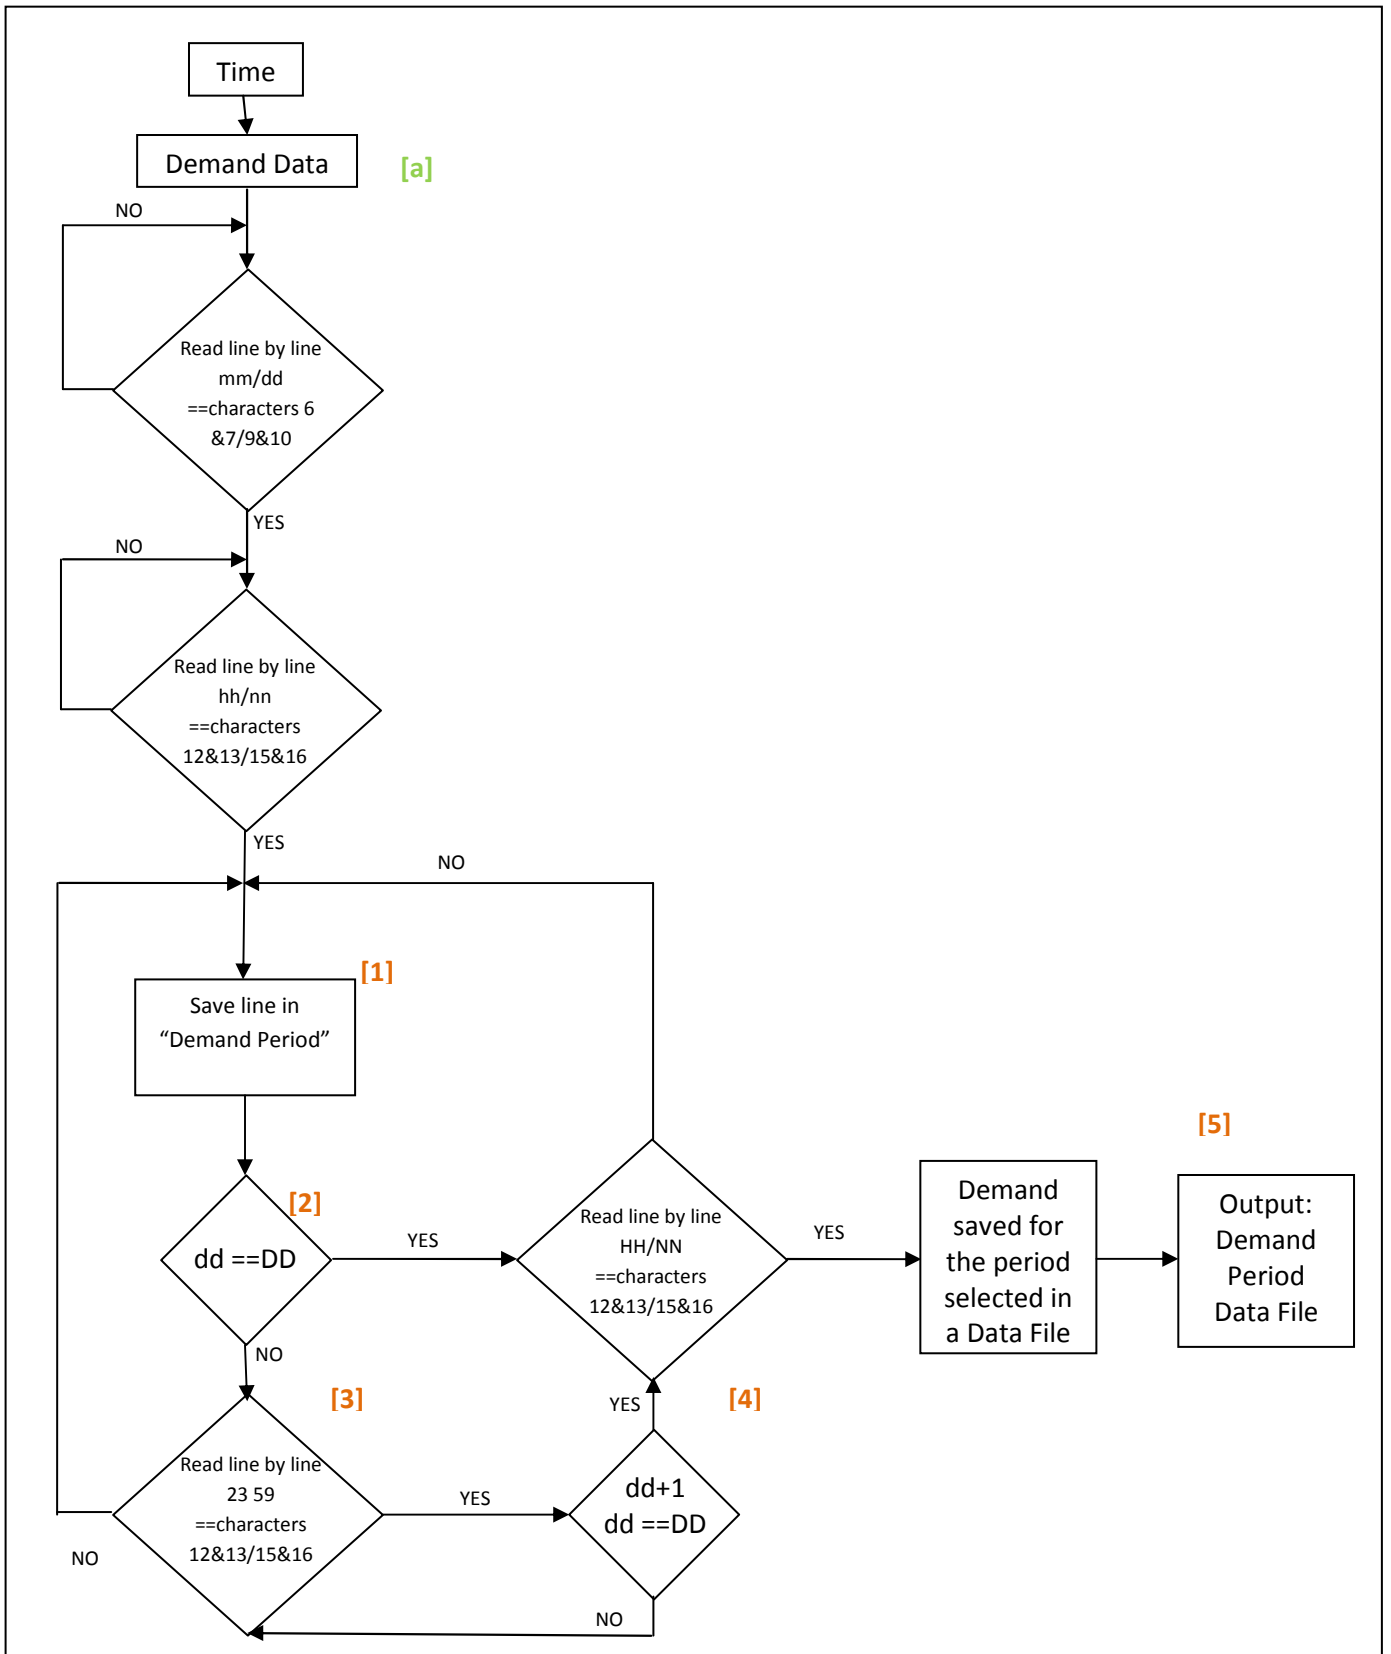 Time
Demand Data
[a]
NO
Read line by line
mm/dd
==characters 6
&7/9&10
YES
NO
Read line by line
hh/nn
==characters
12&13/15&16
YES
NO
[1]
Save line in
“Demand Period”
[2]
dd ==DD
YES
Read line by line
HH/NN
==characters
12&13/15&16
YES
Demand
saved for
the period
selected in
a Data File
[5]
Output:
Demand
Period
Data File
NO
[3]
Read line by line
23 59
==characters
12&13/15&16
NO
YES
YES
[4]
dd+1
dd ==DD
NO